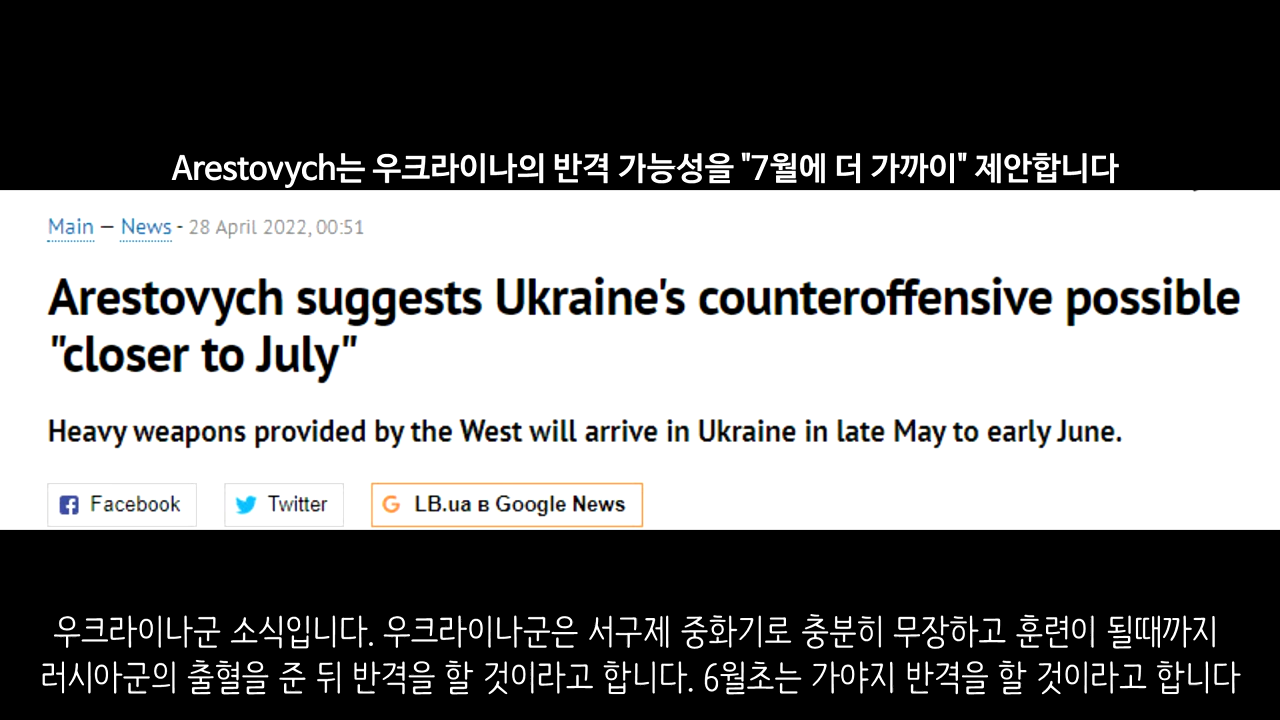 Arestovych는 우크라이나의 반격 가능성을 "7월에 더 가까이" 제안합니다
Main – News - 28 April 2022, 00:51
Arestovych suggests Ukraine's counteroffensive possible
"closer to July"
Heavy weapons provided by the West will arrive in Ukraine in late May to early June.
Facebook Twitter LB.ua в Google News
우크라이나군 소식입니다. 우크라이나군은 서구제 중화기로 충분히 무장하고 훈련이 될때까지
러시아군의 출혈을 준 뒤 반격을 할 것이라고 합니다. 6월초는 가야지 반격을 할 것이라고 합니다